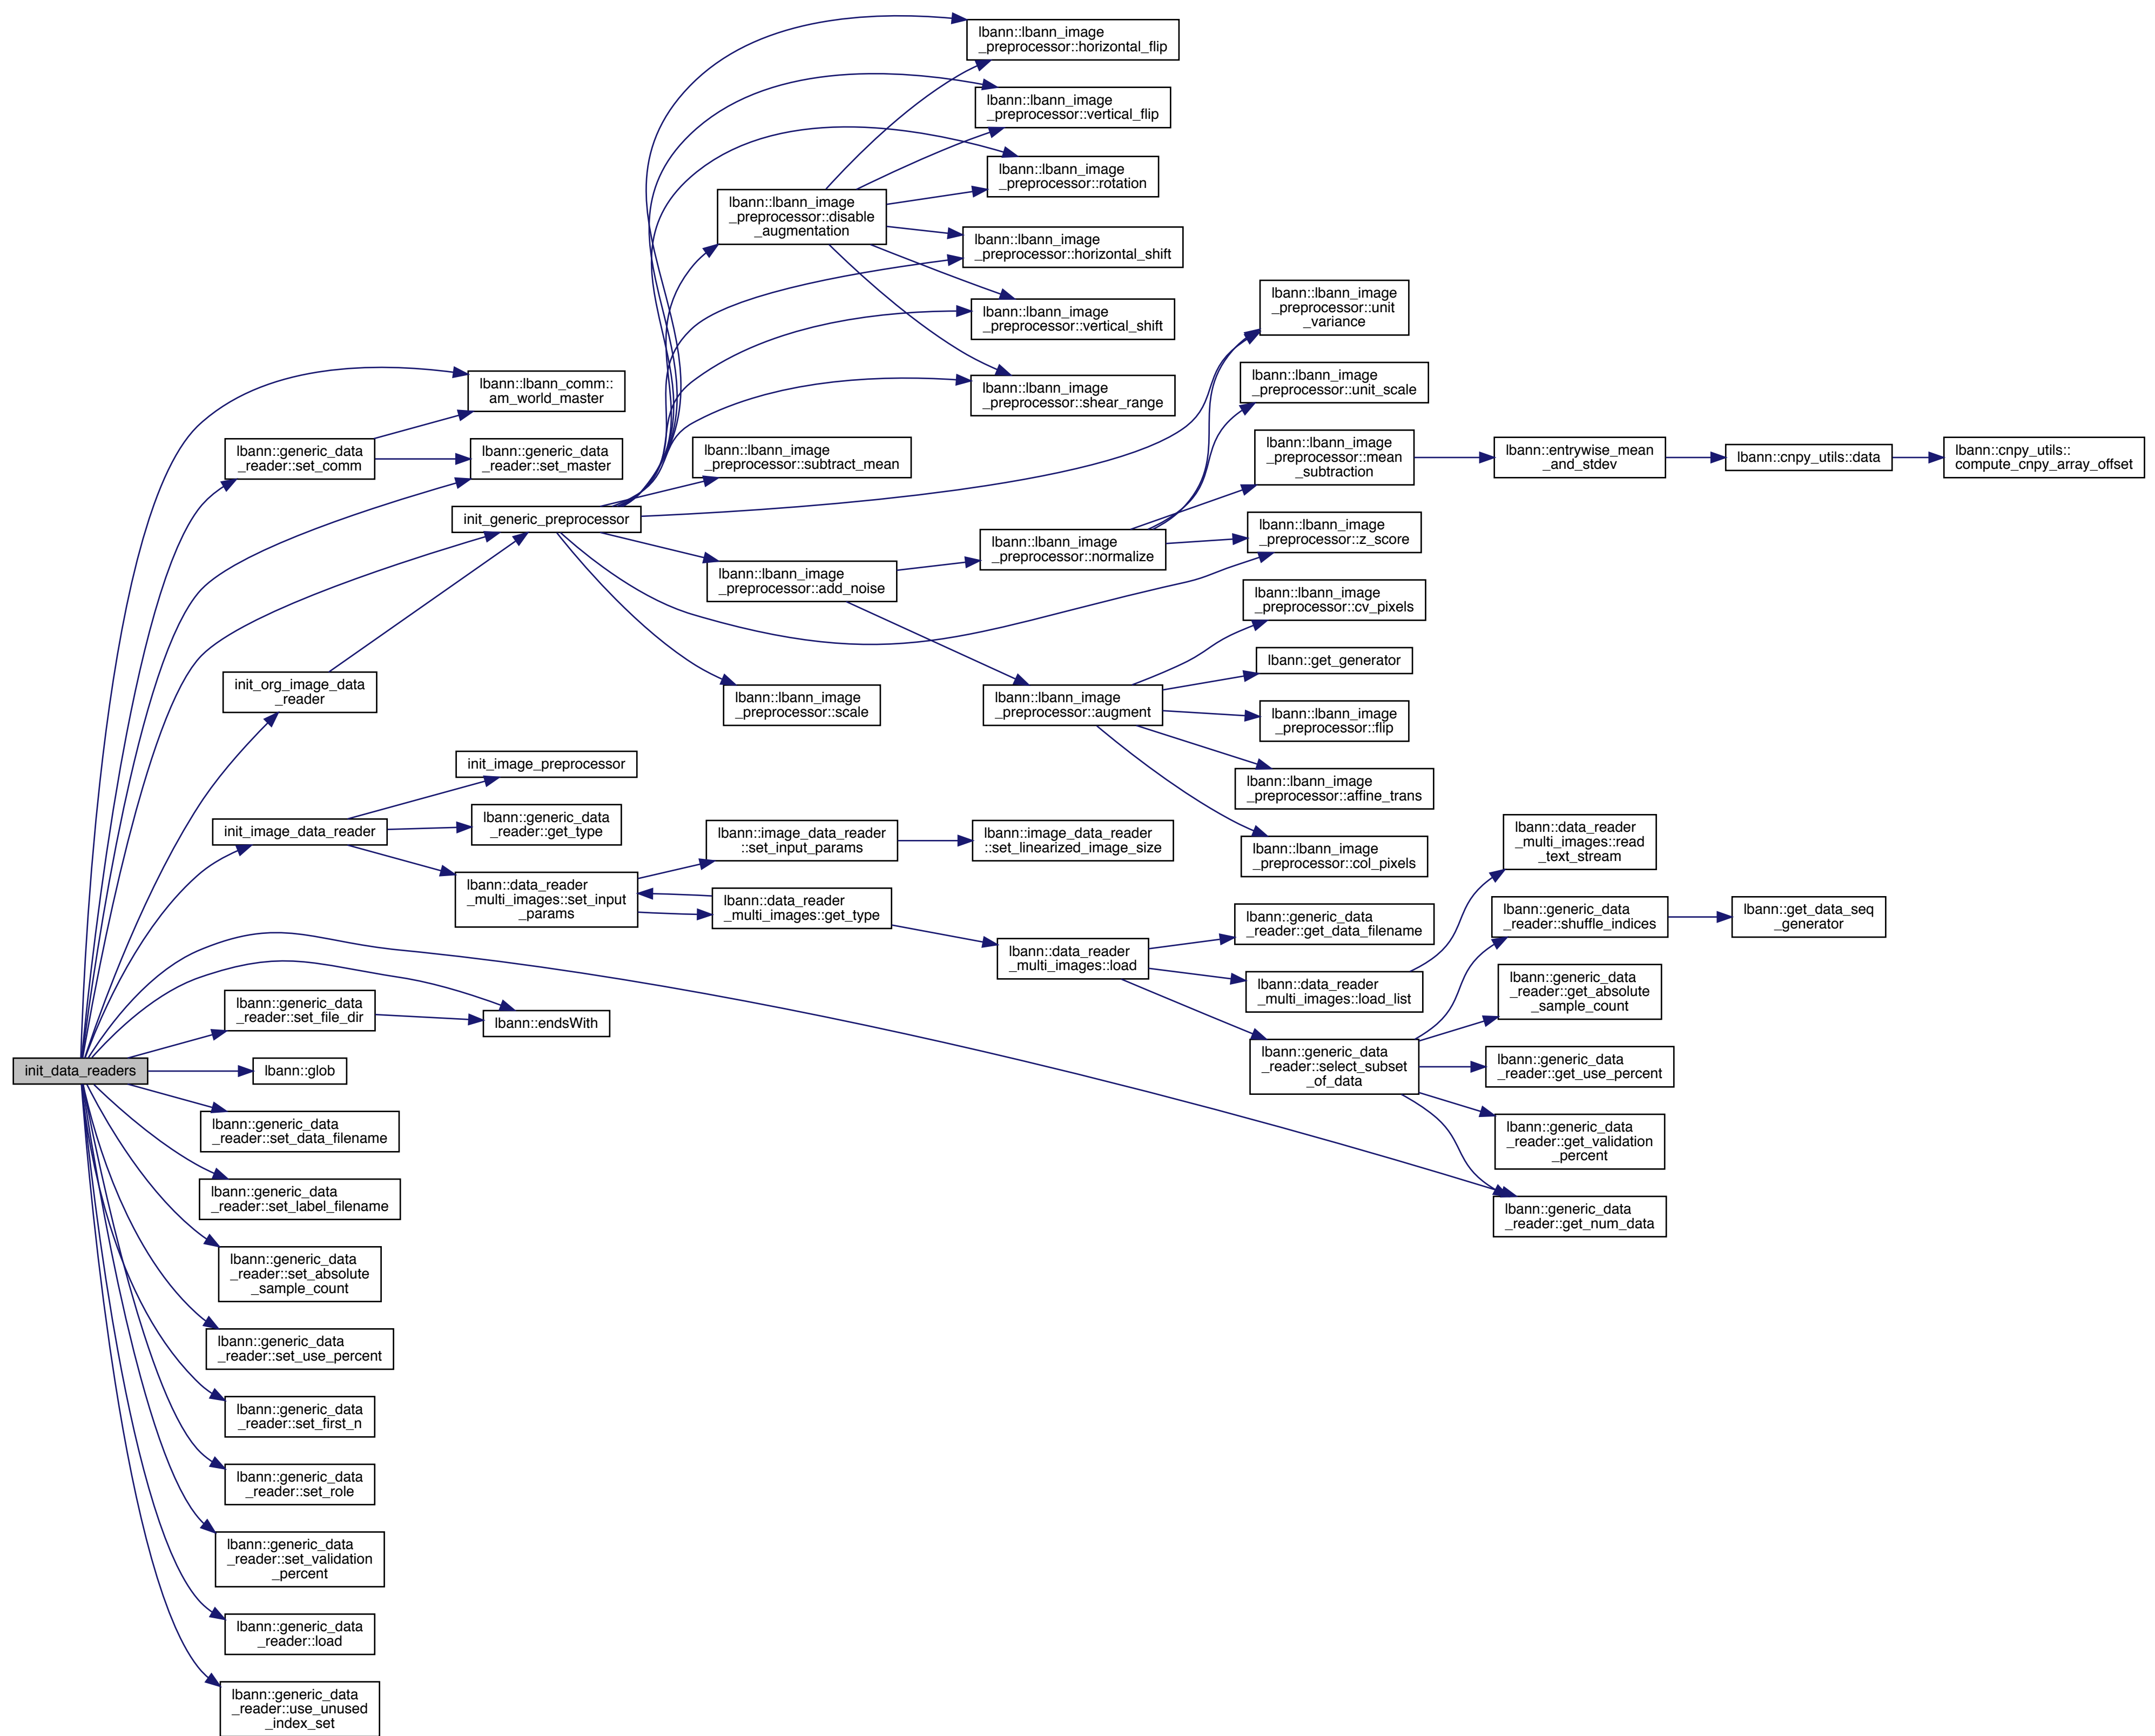 init_data_readers
lbann::lbann_comm::
am_world_master
lbann::generic_data
_reader::set_comm
lbann::generic_data
_reader::set_master
init_generic_preprocessor
init_org_image_data
_reader
init_image_data_reader
init_image_preprocessor
lbann::generic_data
_reader::get_type
lbann::data_reader
_multi_images::set_input
_params
lbann::generic_data
_reader::set_file_dir
lbann::endsWith
lbann::glob
lbann::generic_data
_reader::set_data_filename
lbann::generic_data
_reader::set_label_filename
lbann::generic_data
_reader::set_absolute
_sample_count
lbann::generic_data
_reader::set_use_percent
lbann::generic_data
_reader::set_first_n
lbann::generic_data
_reader::set_role
lbann::generic_data
_reader::set_validation
_percent
lbann::generic_data
_reader::load
lbann::generic_data
_reader::use_unused
_index_set
lbann::lbann_image
_preprocessor::disable
_augmentation
lbann::lbann_image
_preprocessor::subtract_mean
lbann::lbann_image
_preprocessor::add_noise
lbann::lbann_image
_preprocessor::scale
lbann::image_data_reader
::set_input_params
lbann::data_reader
_multi_images::get_type
lbann::lbann_image
_preprocessor::horizontal_flip
lbann::lbann_image
_preprocessor::vertical_flip
lbann::lbann_image
_preprocessor::rotation
lbann::lbann_image
_preprocessor::horizontal_shift
lbann::lbann_image
_preprocessor::vertical_shift
lbann::lbann_image
_preprocessor::shear_range
lbann::lbann_image
_preprocessor::normalize
lbann::lbann_image
_preprocessor::augment
lbann::image_data_reader
::set_linearized_image_size
lbann::data_reader
_multi_images::load
lbann::lbann_image
_preprocessor::unit
_variance
lbann::lbann_image
_preprocessor::unit_scale
lbann::lbann_image
_preprocessor::mean
_subtraction
lbann::lbann_image
_preprocessor::z_score
lbann::lbann_image
_preprocessor::cv_pixels
lbann::get_generator
lbann::lbann_image
_preprocessor::flip
lbann::lbann_image
_preprocessor::affine_trans
lbann::lbann_image
_preprocessor::col_pixels
lbann::generic_data
_reader::get_data_filename
lbann::data_reader
_multi_images::load_list
lbann::generic_data
_reader::select_subset
_of_data
lbann::entrywise_mean
_and_stdev
lbann::cnpy_utils::data
lbann::cnpy_utils::
compute_cnpy_array_offset
lbann::data_reader
_multi_images::read
_text_stream
lbann::generic_data
_reader::shuffle_indices
lbann::get_data_seq
_generator
lbann::generic_data
_reader::get_absolute
_sample_count
lbann::generic_data
_reader::get_use_percent
lbann::generic_data
_reader::get_validation
_percent
lbann::generic_data
_reader::get_num_data